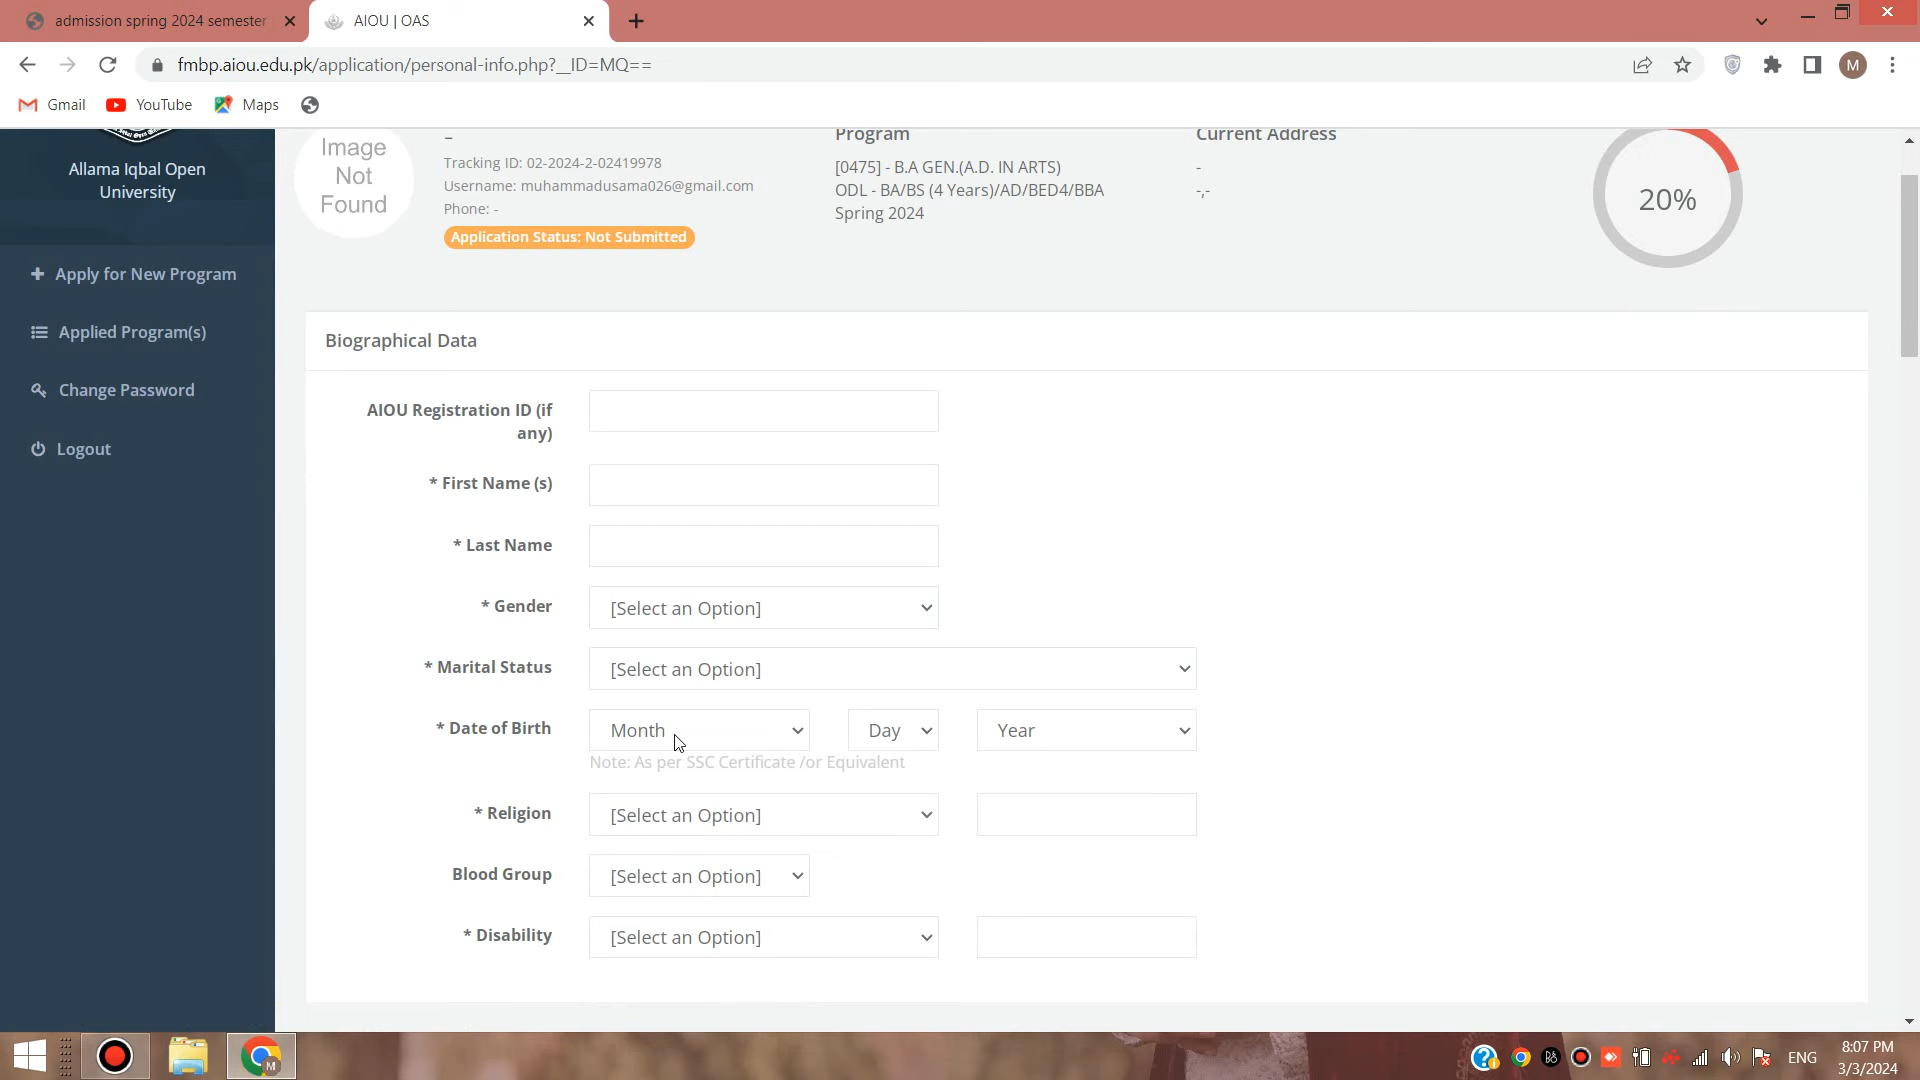 admission spring 2024 semester
AIOU | OAS
fmbp.aiou.edu.pk/application/personal-info.php?__ID=MQ==
M
Gmail
YouTube
Maps
Allama Iqbal Open
University
Apply for New Program
Applied Program(s)
Change Password
Logout
Image
Not
Found
Tracking ID: 02-2024-2-02419978
Username: muhammadusama026@gmail.com
Phone: -
Application Status: Not Submitted
Program
[0475] - B.A GEN.(A.D. IN ARTS)
ODL - BA/BS (4 Years)/AD/BED4/BBA
Spring 2024
Current Address
-
-,-
20%
Biographical Data
AIOU Registration ID (if
any)
* First Name (s)
* Last Name
* Gender [Select an Option]
* Marital Status [Select an Option]
* Date of Birth Month Day Year
Note: As per SSC Certificate /or Equivalent
* Religion [Select an Option]
Blood Group [Select an Option]
* Disability [Select an Option]
M
ENG
8:07 PM
3/3/2024